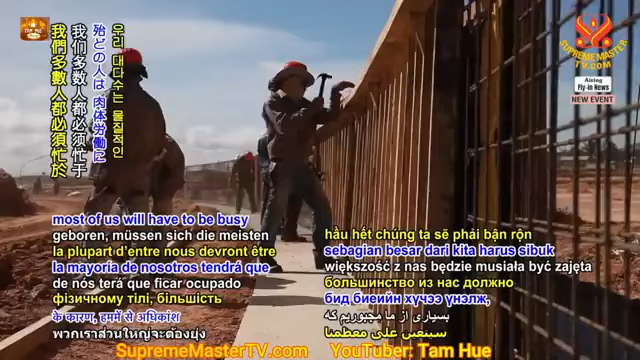 우리 대다수는 물질적인
殆どの人は 肉体労働に
我们多数人都必须忙于
我們多數人都必須忙於
SUPREME MASTER
TV.COM
Airing
Fly-in News
NEW EVENT
most of us will have to be busy
geboren, müssen sich die meisten
la plupart d'entre nous devront être
la mayoría de nosotros tendrá que
de nós terá que ficar ocupado
фізичному тілі, більшість
के कारण, हममें से अधिकांश
พวกเราส่วนใหญ่จะต้องยุ่ง
hầu hết chúng ta sẽ phải bận rộn
sebagian besar dari kita harus sibuk
większość z nas będzie musiała być zajęta
большинство из нас должно
бид биеийн хүчээ үнэлж,
بسیاری از ما مجبوریم که
سينعين على معظمنا
SupremeMasterTV.com
YouTuber: Tam Hue